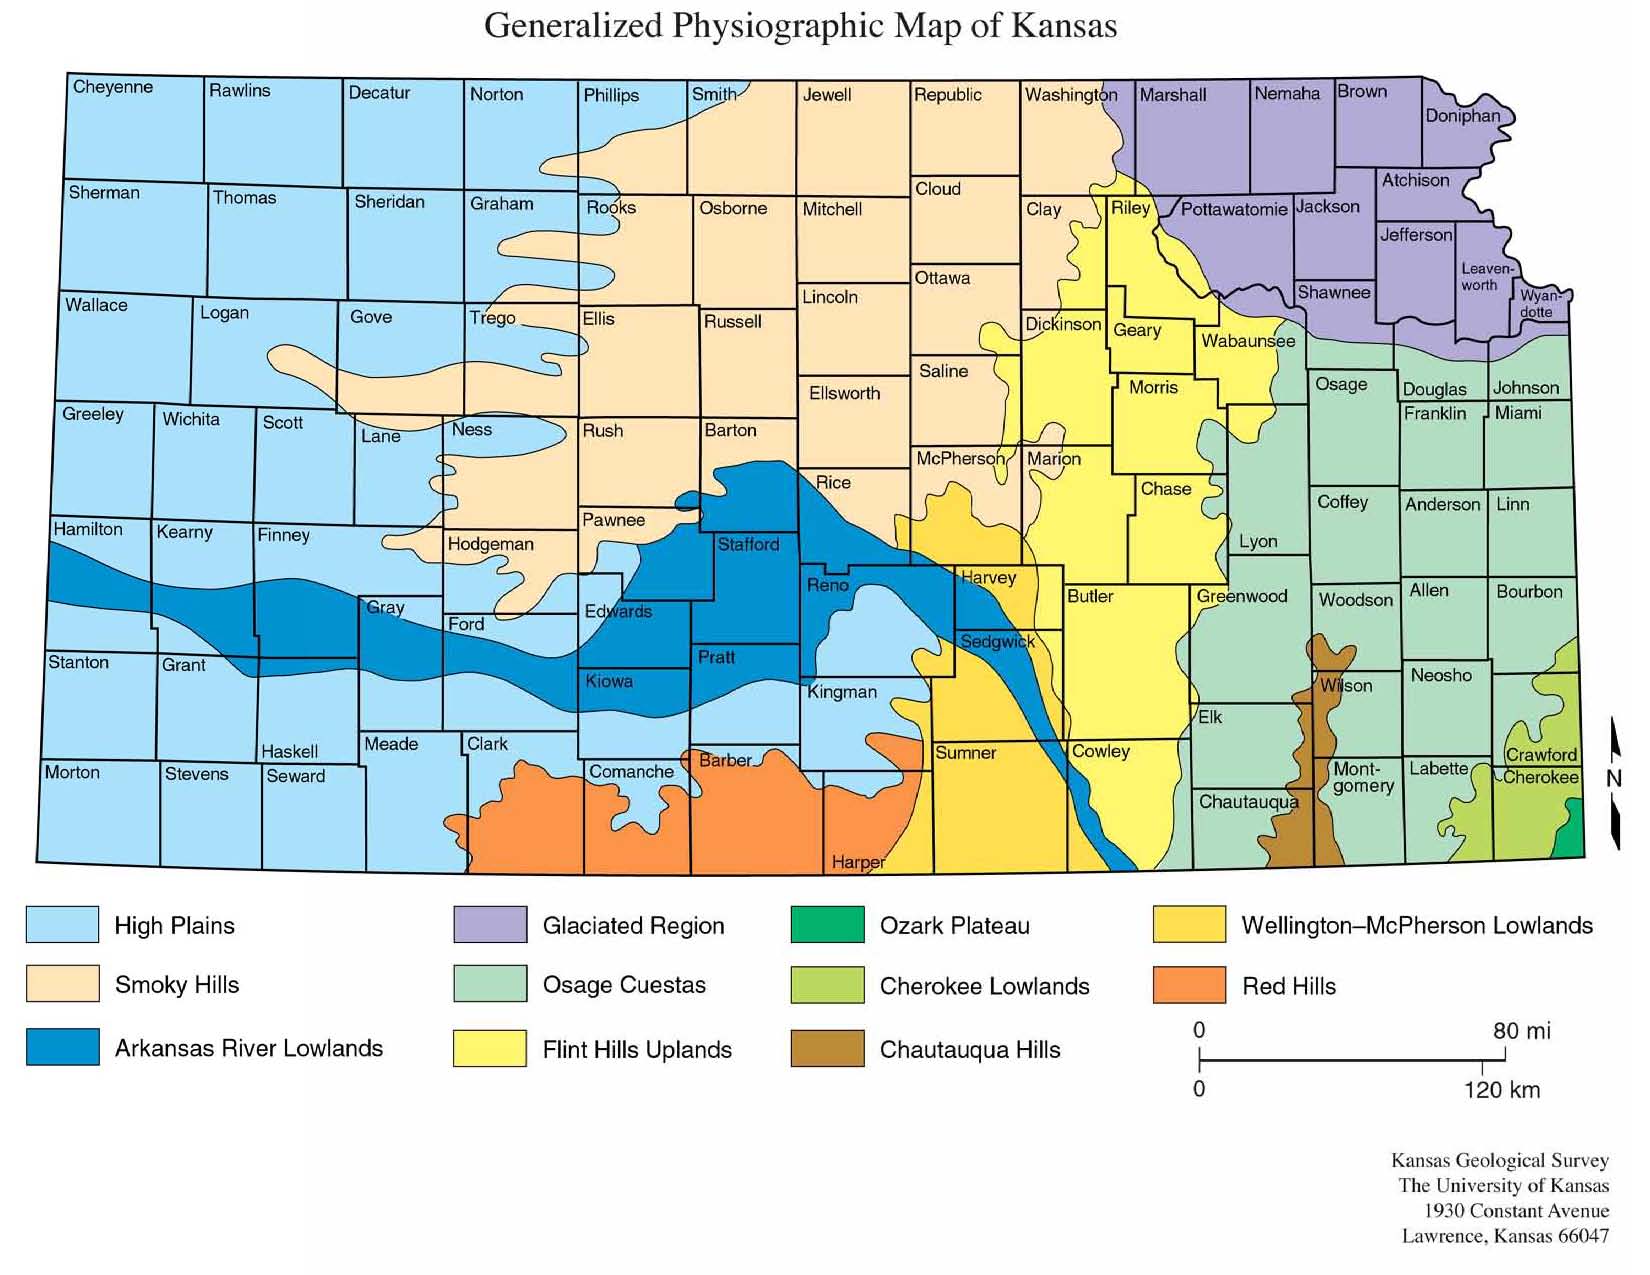 Generalized Physiographic Map of Kansas
Cheyenne
Rawlins
Decatur
Norton
Phillips
Smith
Jewell
Republic
Washington
Marshall
Nemaha
Brown
Doniphan
Sherman
Thomas
Sheridan
Graham
Rooks
Osborne
Mitchell
Cloud
Clay
Riley
Pottawatomie
Jackson
Atchison
Jefferson
Leaven-
worth
Wyan-
dotte
Wallace
Logan
Gove
Trego
Ellis
Russell
Lincoln
Ottawa
Dickinson
Geary
Wabaunsee
Shawnee
Saline
Ellsworth
Morris
Osage
Douglas
Johnson
Greeley
Wichita
Scott
Lane
Ness
Rush
Barton
Rice
McPherson
Marion
Chase
Lyon
Coffey
Franklin
Miami
Anderson
Linn
Hamilton
Kearny
Finney
Hodgeman
Pawnee
Stafford
Reno
Harvey
Butler
Greenwood
Woodson
Allen
Bourbon
Gray
Ford
Edwards
Pratt
Kiowa
Kingman
Sedgwick
Stanton
Grant
Haskell
Meade
Clark
Comanche
Barber
Harper
Sumner
Cowley
Elk
Chautauqua
Wilson
Neosho
Mont-
gomery
Labette
Crawford
Cherokee
Morton
Stevens
Seward
N
High Plains
Glaciated Region
Ozark Plateau
Wellington–McPherson Lowlands
Smoky Hills
Osage Cuestas
Cherokee Lowlands
Red Hills
Arkansas River Lowlands
Flint Hills Uplands
Chautauqua Hills
0 80 mi
0 120 km
Kansas Geological Survey
The University of Kansas
1930 Constant Avenue
Lawrence, Kansas 66047